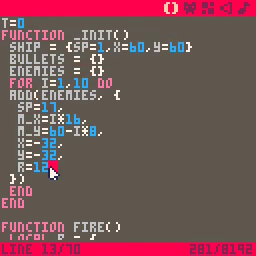 T=0
FUNCTION _INIT()
SHIP = {SP=1,X=60,Y=60}
BULLETS = {}
ENEMIES = {}
FOR I=1,10 DO
ADD(ENEMIES, {
SP=17,
M_X=I*16,
M_Y=60-I*8,
X=-32,
Y=-32,
R=12
})
END
END
FUNCTION FIRE()
LINE 13/70 281/8192